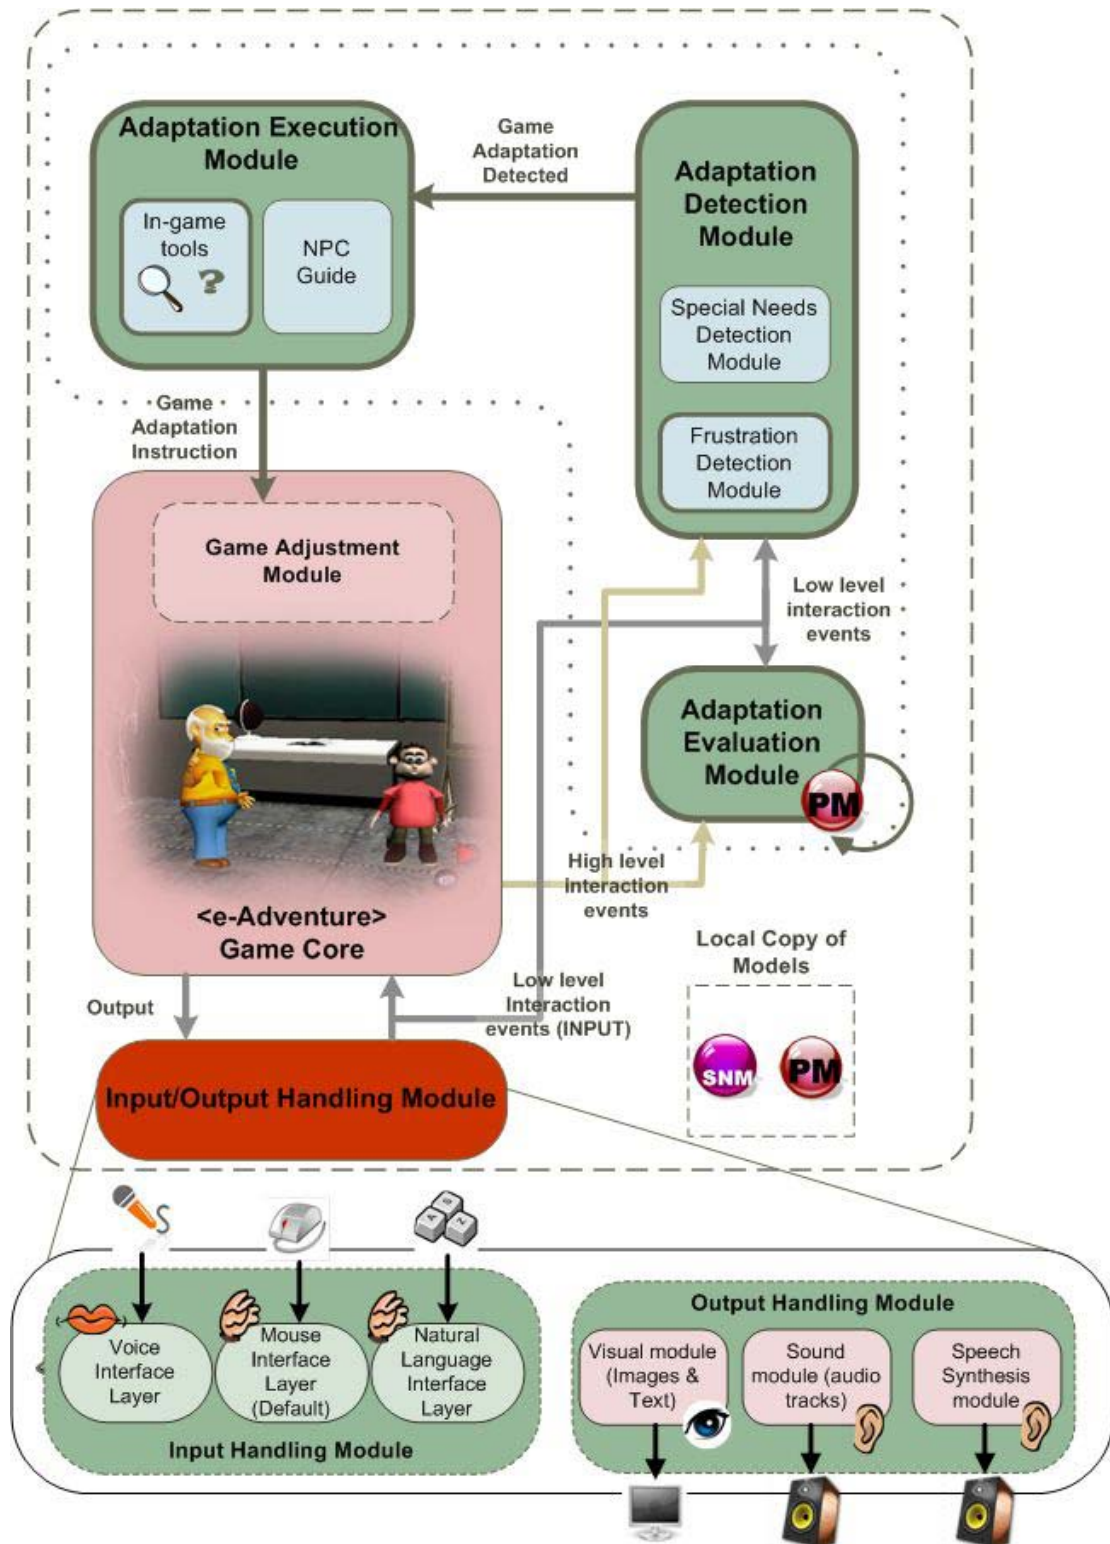 Adaptation Execution
Module
In-game
tools
?
NPC
Guide
Game
Adaptation
Detected
Adaptation
Detection
Module
Special Needs
Detection
Module
Frustration
Detection
Module
Game
Adaptation
Instruction
Game Adjustment
Module
Low level
interaction
events
Adaptation
Evaluation
Module
PM
High level
interaction
events
<e-Adventure>
Game Core
Local Copy of
Models
SNM
PM
Output
Low level
Interaction
events (INPUT)
Input/Output Handling Module
Voice
Interface
Layer
Mouse
Interface
Layer
(Default)
A
8
Z
Natural
Language
Interface
Layer
Input Handling Module
Output Handling Module
Visual module
(Images &
Text)
Sound
module (audio
tracks)
Speech
Synthesis
module